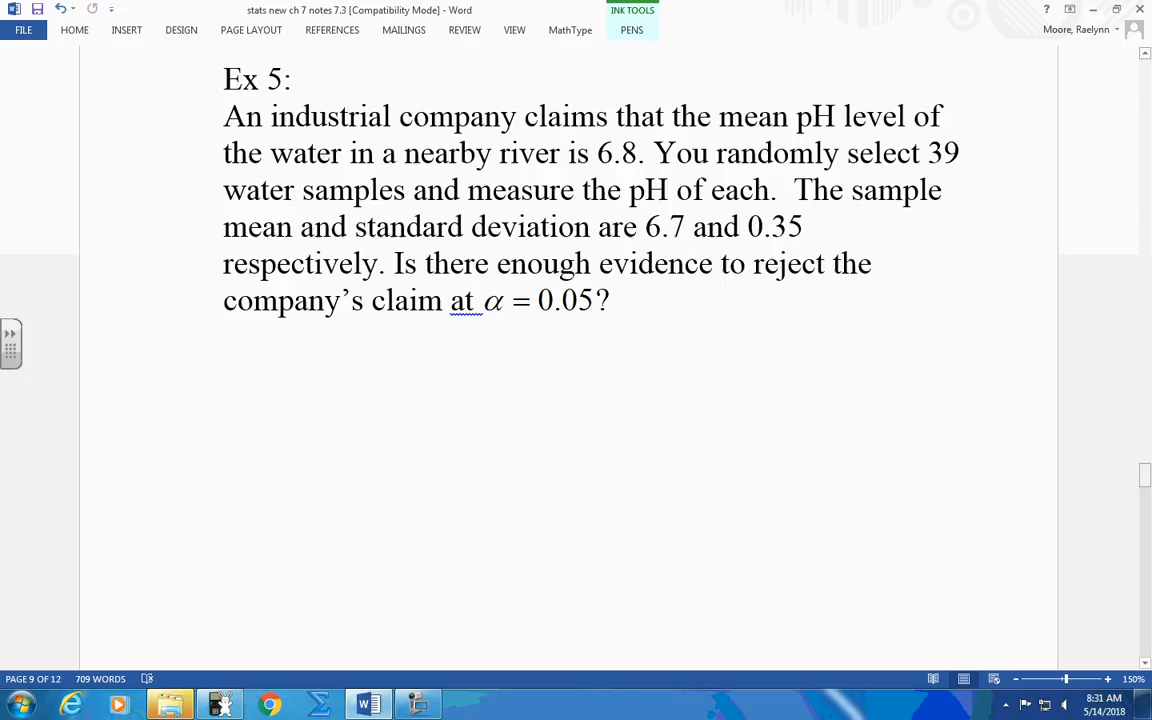 stats new ch 7 notes 7.3 [Compatibility Mode] - Word
INK TOOLS
FILE HOME INSERT DESIGN PAGE LAYOUT REFERENCES MAILINGS REVIEW VIEW MathType PENS
Moore, Raelynn
Ex 5:
An industrial company claims that the mean pH level of
the water in a nearby river is 6.8. You randomly select 39
water samples and measure the pH of each.  The sample
mean and standard deviation are 6.7 and 0.35
respectively. Is there enough evidence to reject the
company’s claim at α = 0.05?
PAGE 9 OF 12 709 WORDS
150%
8:31 AM
5/14/2018